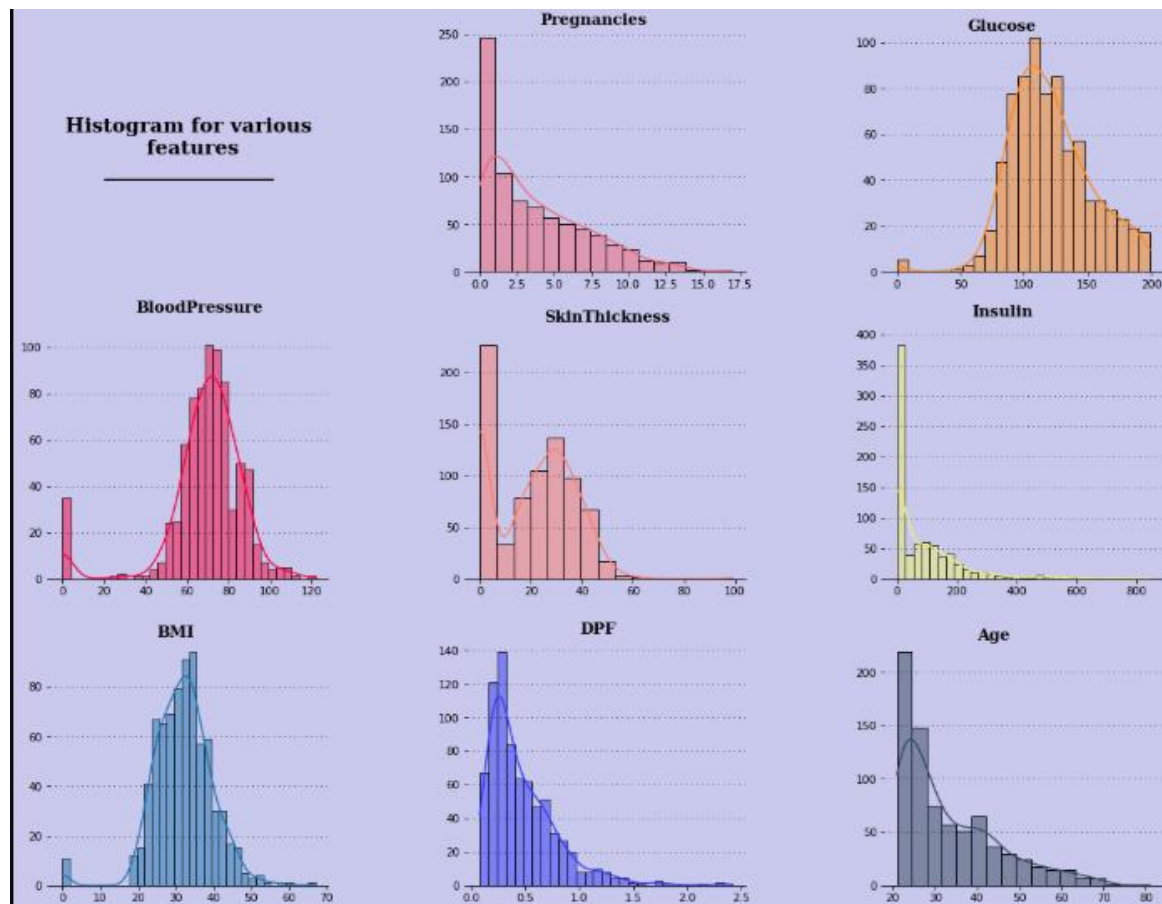 Histogram for various
features
Pregnancies
250
200
150
100
50
0
0.0 2.5 5.0 7.5 10.0 12.5 15.0 17.5
Glucose
100
80
60
40
20
0
0 50 100 150 200
BloodPressure
100
80
60
40
20
0
0 20 40 60 80 100 120
SkinThickness
200
150
100
50
0
0 20 40 60 80 100
Insulin
400
350
300
250
200
150
100
50
0
0 200 400 600 800
BMI
80
60
40
20
0
0 10 20 30 40 50 60 70
DPF
140
120
100
80
60
40
20
0
0.0 0.5 1.0 1.5 2.0 2.5
Age
200
150
100
50
0
20 30 40 50 60 70 80